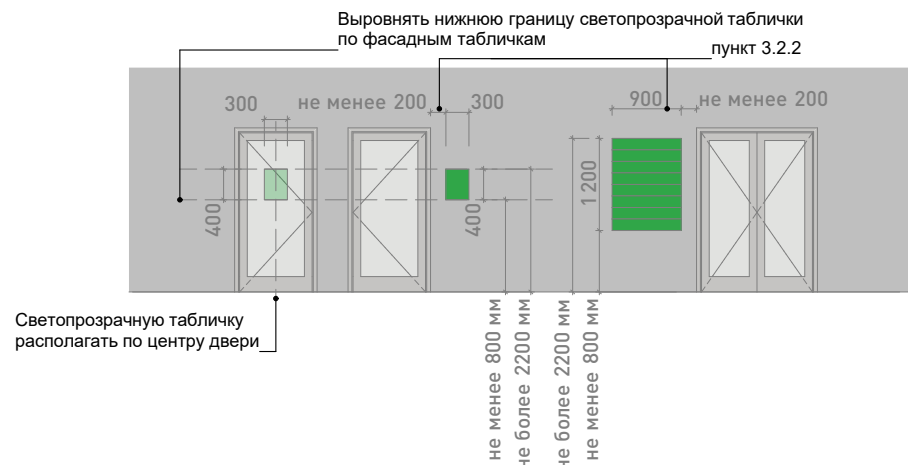 Выровнять нижнюю границу светопрозрачной таблички
по фасадным табличкам
пункт 3.2.2
300
не менее 200
300
900
не менее 200
400
400
1200
Светопрозрачную табличку
располагать по центру двери
не менее 800 мм
не более 2200 мм
не более 2200 мм
не менее 800 мм